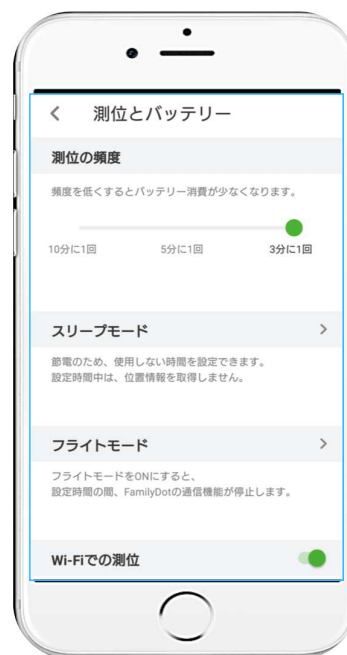 測位とバッテリー
測位の頻度
頻度を低くするとバッテリー消費が少なくなります。
10分に1回 5分に1回 3分に1回
スリープモード
節電のため、使用しない時間を設定できます。
設定時間中は、位置情報を取得しません。
フライトモード
フライトモードをONにすると、
設定時間の間、FamilyDotの通信機能が停止します。
Wi-Fiでの測位